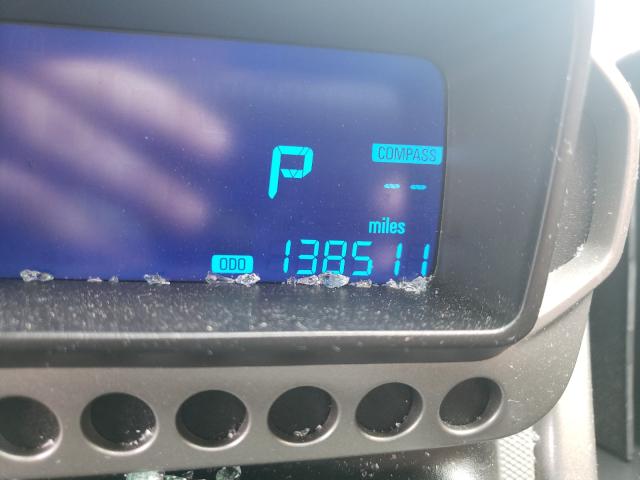 P
COMPASS
--
miles
ODO 138511